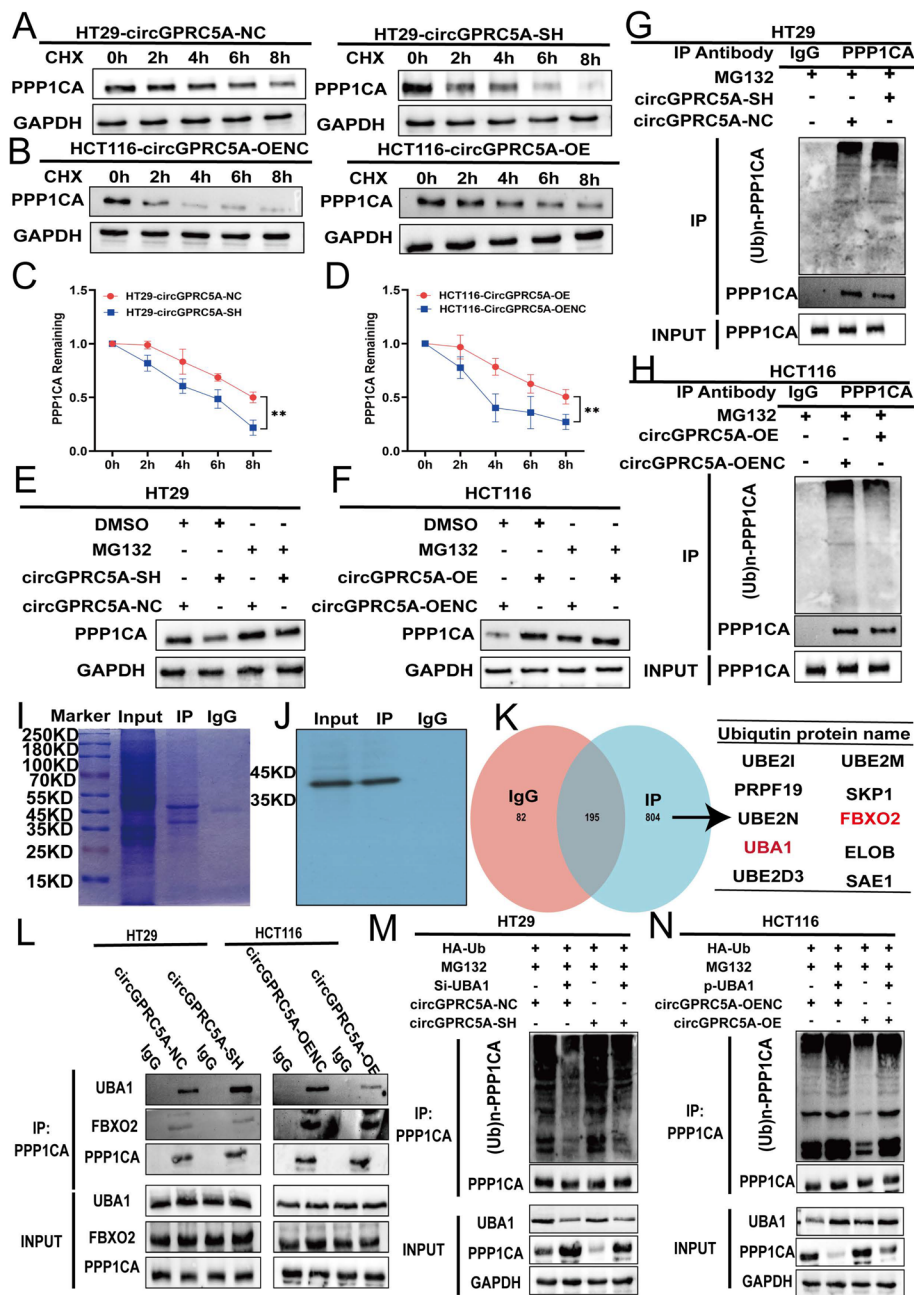 A
HT29-circGPRC5A-NC
CHX 0h 2h 4h 6h 8h
PPP1CA
GAPDH
HT29-circGPRC5A-SH
0h 2h 4h 6h 8h
PPP1CA
GAPDH
B
HCT116-circGPRC5A-OENC
CHX 0h 2h 4h 6h 8h
PPP1CA
GAPDH
HCT116-circGPRC5A-OE
0h 2h 4h 6h 8h
PPP1CA
GAPDH
C
HT29-circGPRC5A-NC
HT29-circGPRC5A-SH
PPP1CA Remaining
1.5
1.0
0.5
0.0
**
0h 2h 4h 6h 8h
D
HCT116-CircGPRC5A-OE
HCT116-CircGPRC5A-OENC
PPP1CA Remaining
1.5
1.0
0.5
0.0
**
0h 2h 4h 6h 8h
E
HT29
DMSO + + - -
MG132 - - + +
circGPRC5A-SH - + - +
circGPRC5A-NC + - + -
PPP1CA
GAPDH
F
HCT116
DMSO + + - -
MG132 - - + +
circGPRC5A-OE - + - +
circGPRC5A-OENC + - + -
PPP1CA
GAPDH
G
HT29
IP Antibody IgG PPP1CA
MG132 + + +
circGPRC5A-SH - - +
circGPRC5A-NC - + -
IP
(Ub)n-PPP1CA
PPP1CA
INPUT PPP1CA
H
HCT116
IP Antibody IgG PPP1CA
MG132 + + +
circGPRC5A-OE - - +
circGPRC5A-OENC - + -
IP
(Ub)n-PPP1CA
PPP1CA
INPUT PPP1CA
I
Marker Input IP IgG
250KD
180KD
100KD
70KD
55KD
45KD
35KD
25KD
15KD
J
Input IP IgG
45KD
35KD
K
IgG
82
195
IP
804
Ubiqutin protein name
UBE2I UBE2M
PRPF19 SKP1
UBE2N FBXO2
UBA1 ELOB
UBE2D3 SAE1
L
HT29 HCT116
IgG circGPRC5A-NC IgG circGPRC5A-SH IgG circGPRC5A-OENC IgG circGPRC5A-OE
IP:
PPP1CA
UBA1
FBXO2
PPP1CA
INPUT
UBA1
FBXO2
PPP1CA
M
HT29
HA-Ub + + + +
MG132 + + + +
Si-UBA1 - + - +
circGPRC5A-NC + + - -
circGPRC5A-SH - - + +
IP:
PPP1CA
(Ub)n-PPP1CA
PPP1CA
INPUT
UBA1
PPP1CA
GAPDH
N
HCT116
HA-Ub + + + +
MG132 + + + +
p-UBA1 - + - +
circGPRC5A-OENC + + - -
circGPRC5A-OE - - + +
IP:
PPP1CA
(Ub)n-PPP1CA
PPP1CA
INPUT
UBA1
PPP1CA
GAPDH